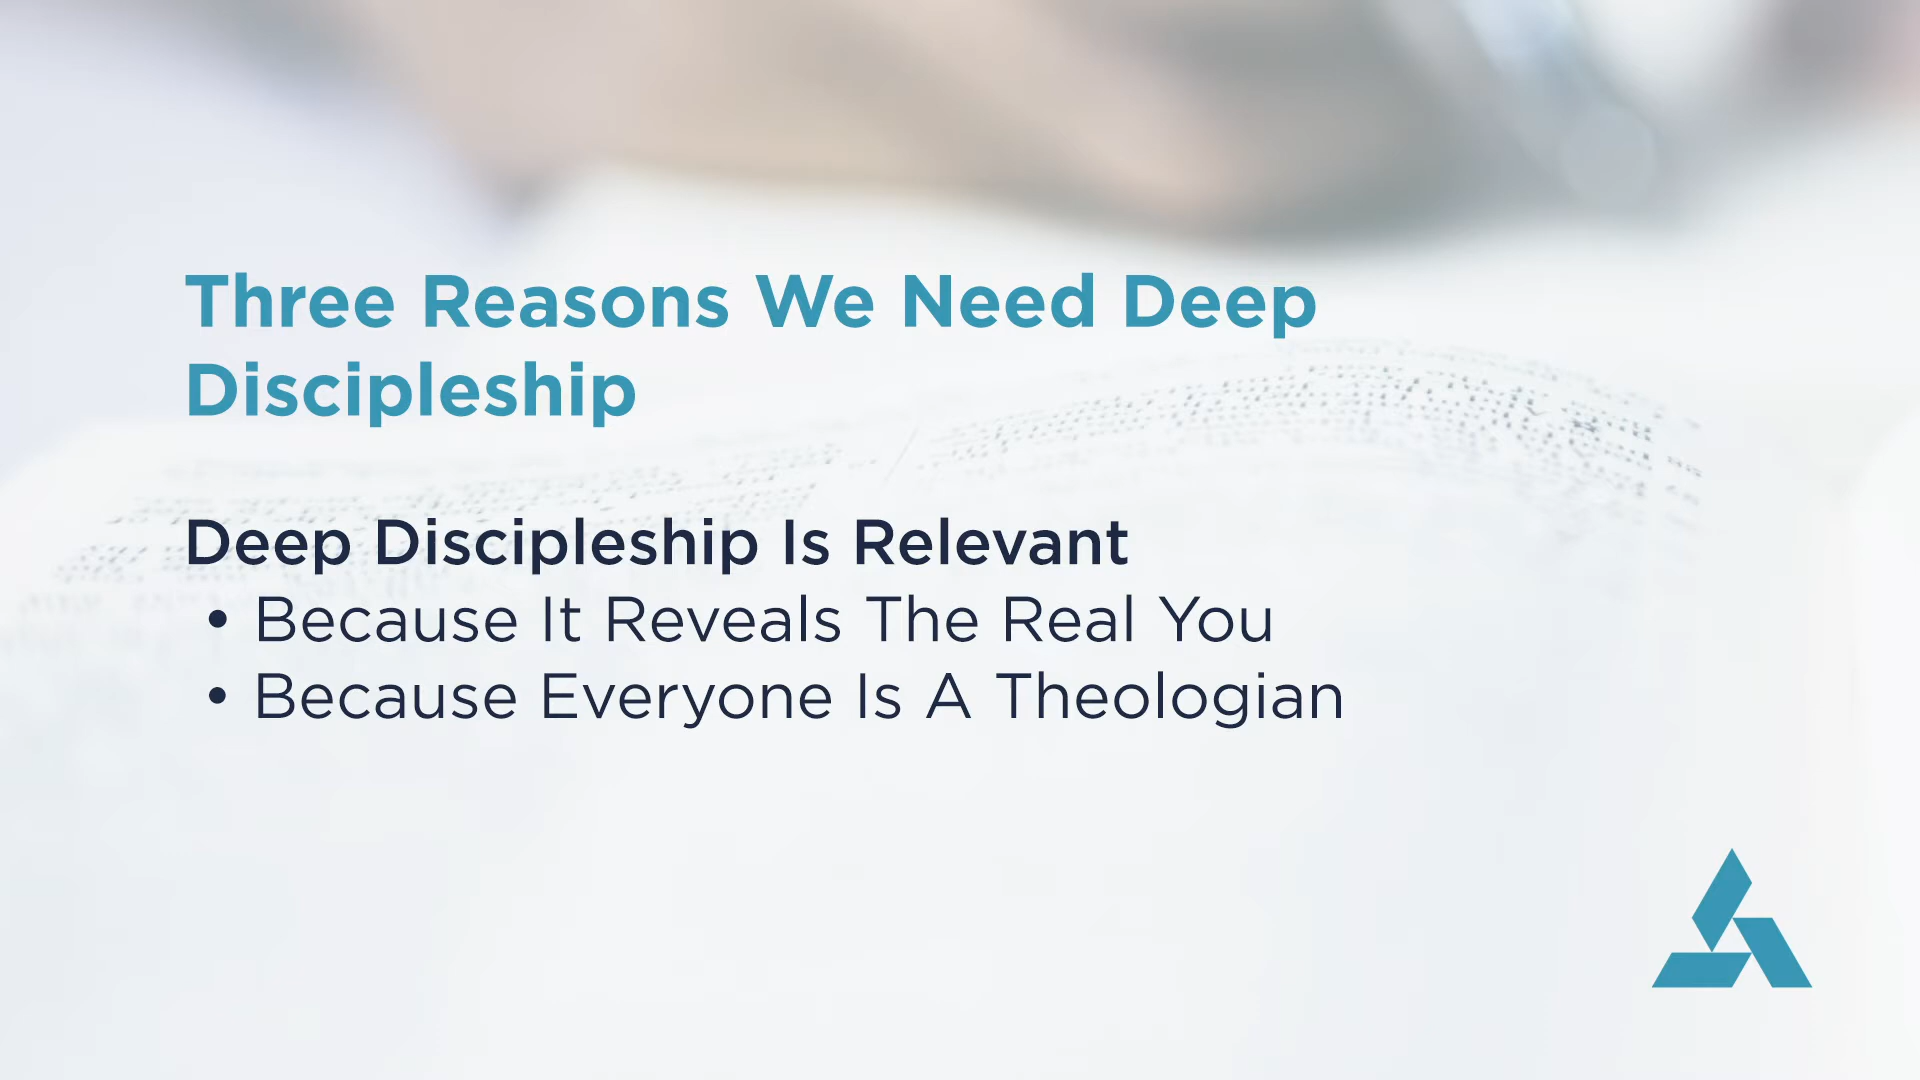 Three Reasons We Need Deep
Discipleship
Deep Discipleship Is Relevant
• Because It Reveals The Real You
• Because Everyone Is A Theologian